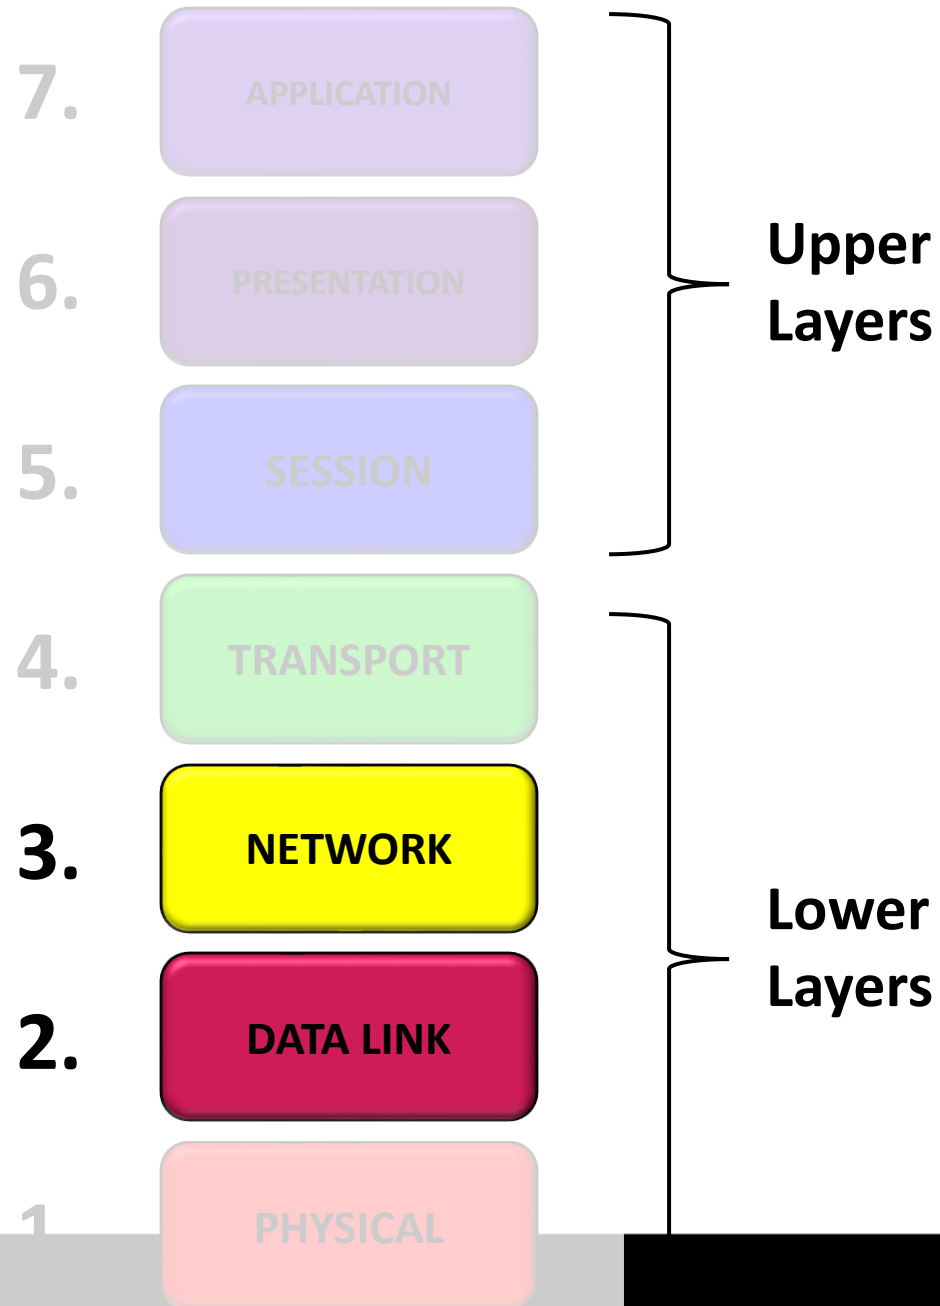 7. APPLICATION
6. PRESENTATION
Upper
Layers
5. SESSION
4. TRANSPORT
3. NETWORK
Lower
Layers
2. DATA LINK
1. PHYSICAL